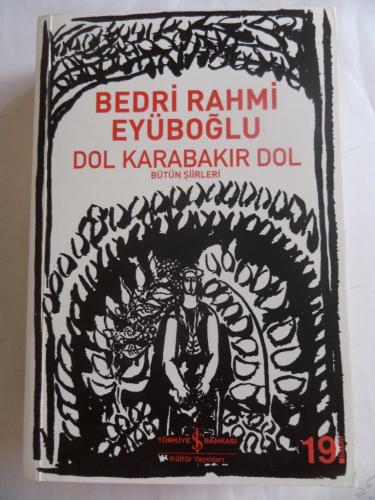 BEDRİ RAHMİ
EYÜBOĞLU
DOL KARABAKIR DOL
BÜTÜN ŞİİRLERİ
TÜRKİYE İŞ BANKASI
Kültür Yayınları
19.